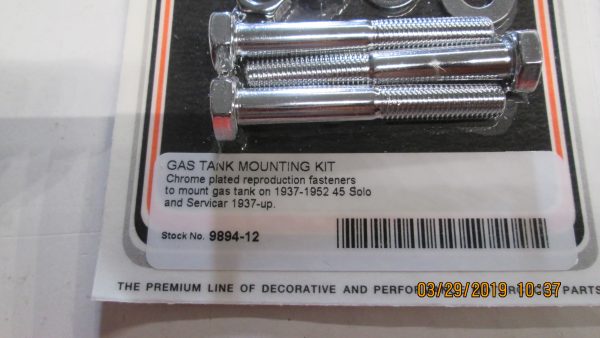 GAS TANK MOUNTING KIT
Chrome plated reproduction fasteners
to mount gas tank on 1937-1952 45 Solo
and Servicar 1937-up.
Stock No. 9894-12
THE PREMIUM LINE OF DECORATIVE AND PARTS
03/29/2019 10:37